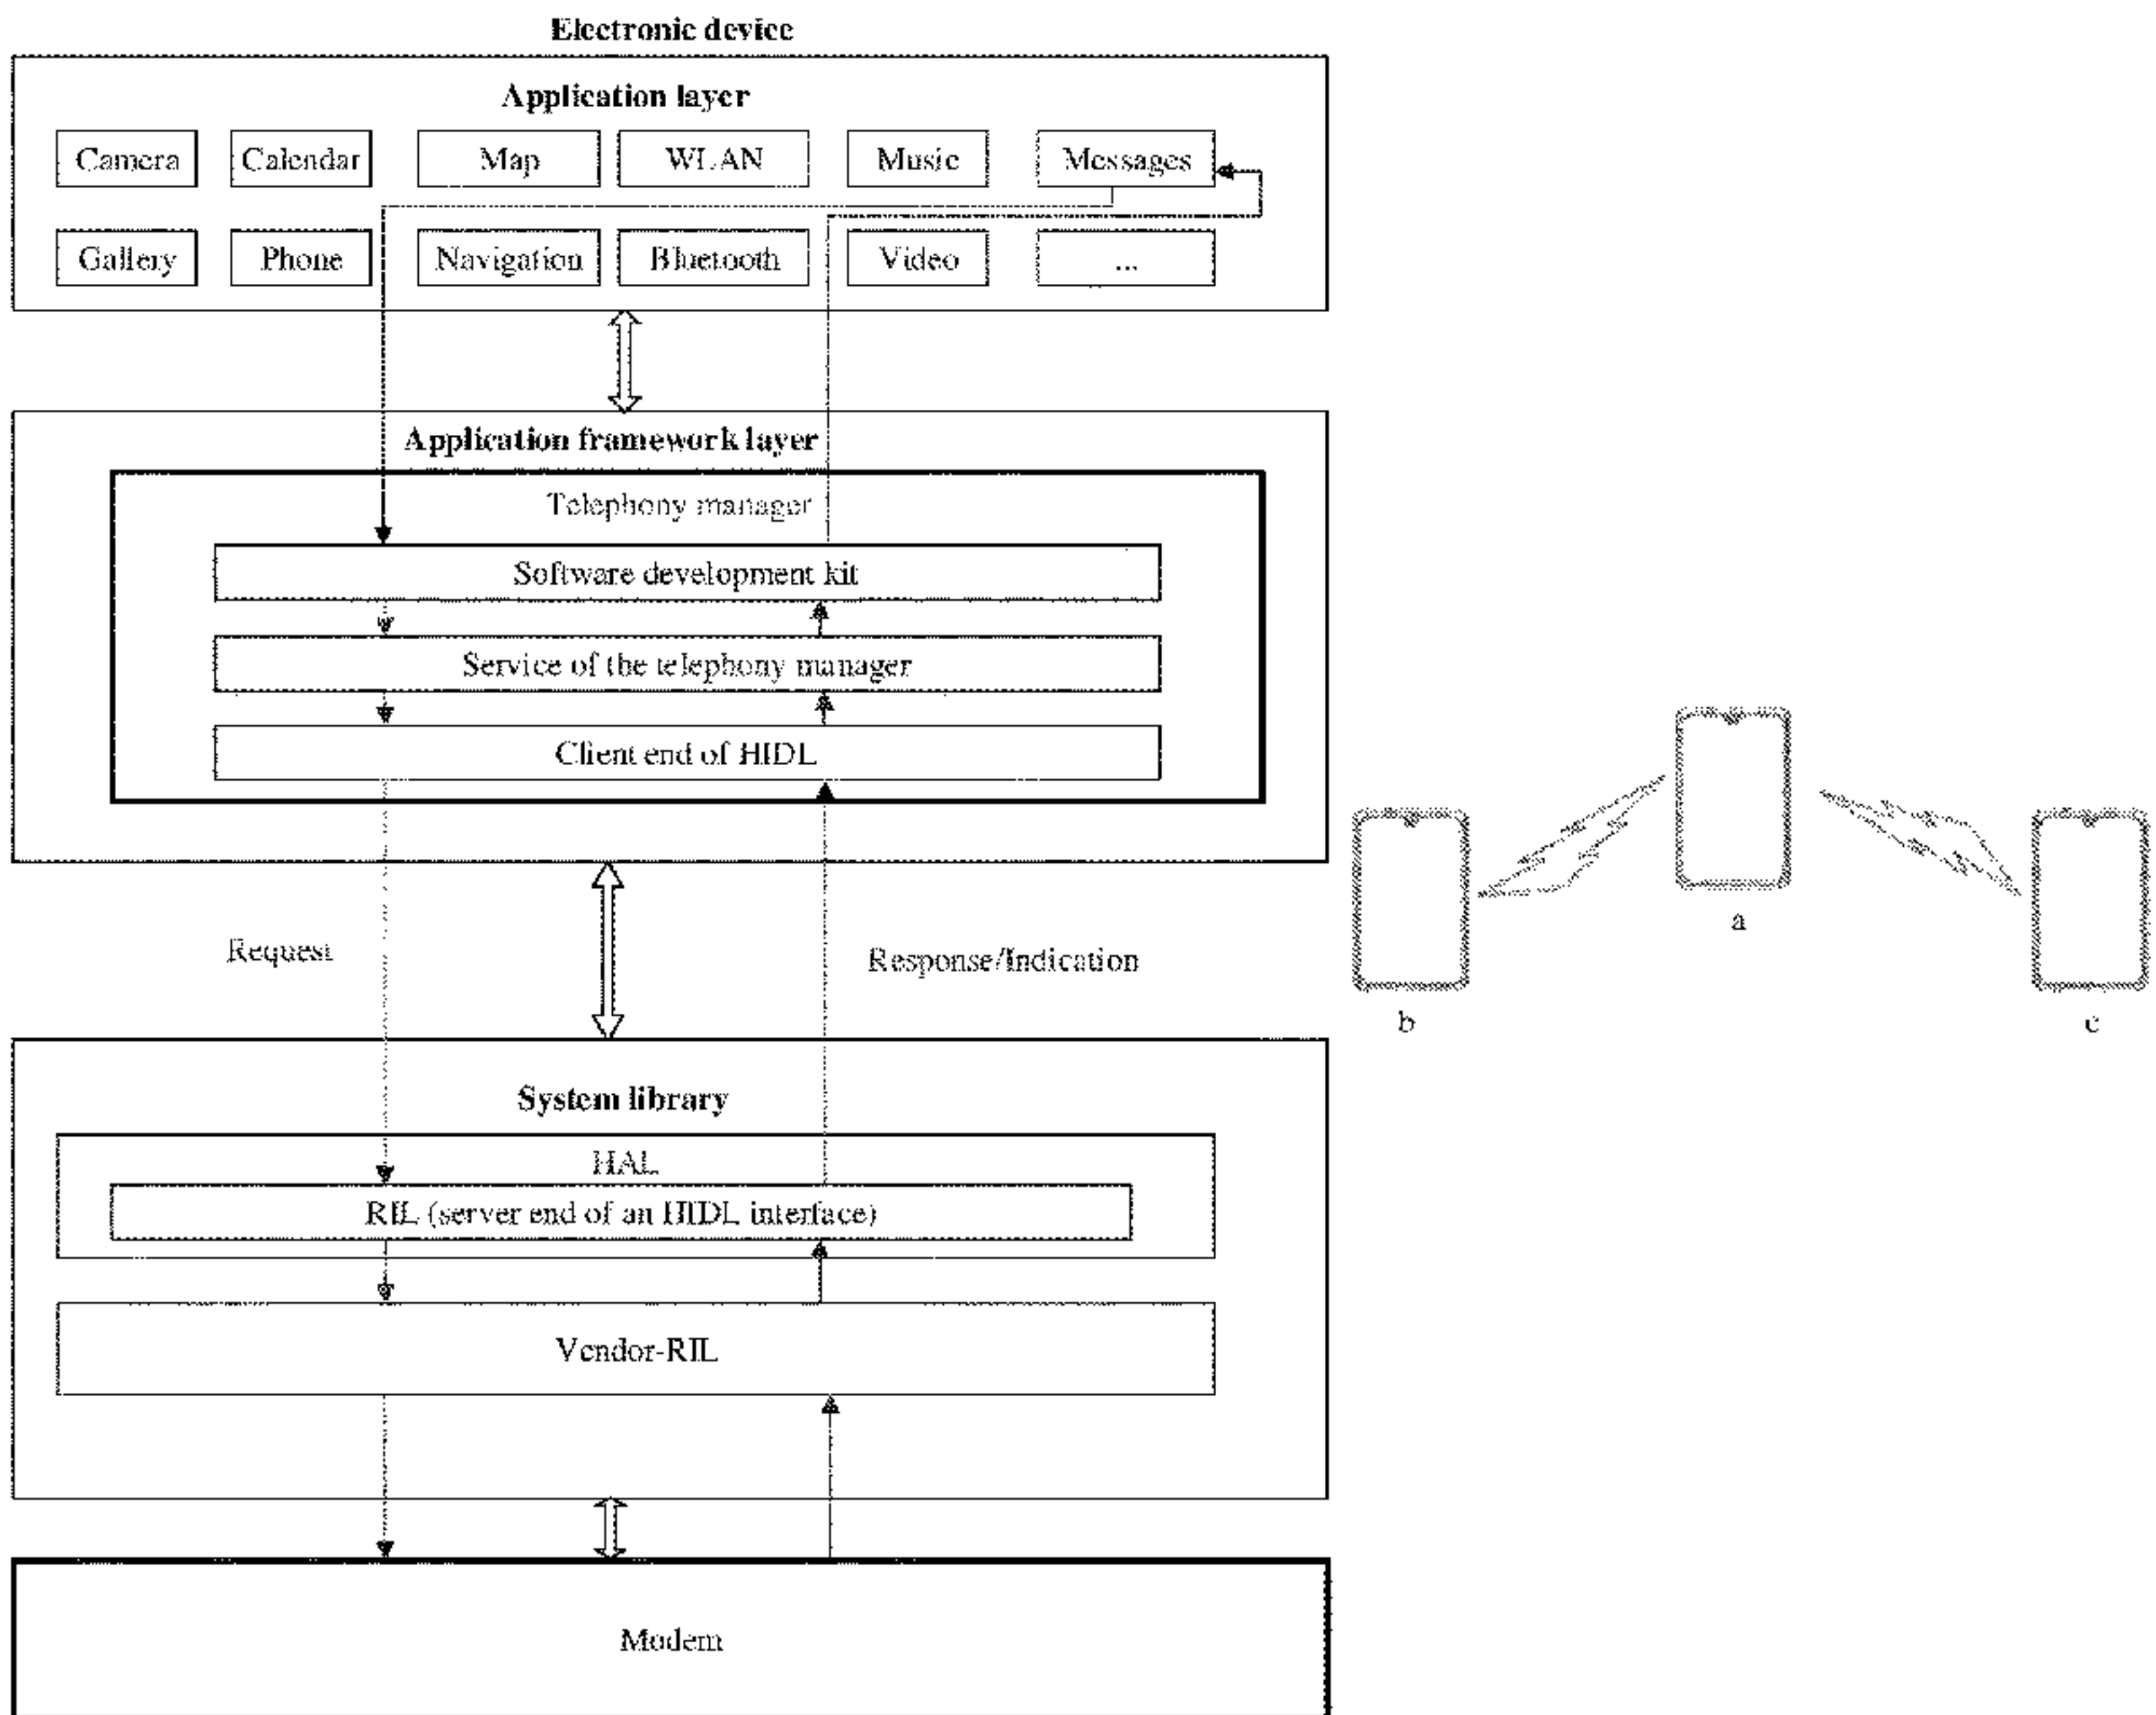 Electronic device
Application layer
Camera Calendar Map WLAN Music Messages
Gallery Phone Navigation Bluetooth Video ...
Application framework layer
Telephony manager
Software development kit
Service of the telephony manager
Client end of HIDL
a
b
c
Request
Response/Indication
System library
HAL
RIL (server end of an HIDL interface)
Vendor-RIL
Modem